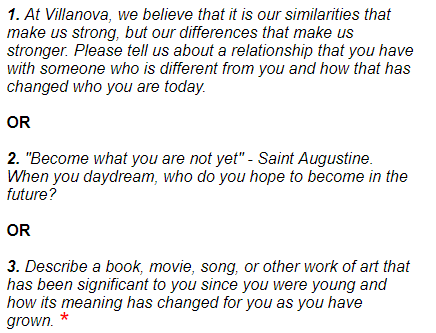 1. At Villanova, we believe that it is our similarities that
make us strong, but our differences that make us
stronger. Please tell us about a relationship that you have
with someone who is different from you and how that has
changed who you are today.
OR
2. "Become what you are not yet" - Saint Augustine.
When you daydream, who do you hope to become in the
future?
OR
3. Describe a book, movie, song, or other work of art that
has been significant to you since you were young and
how its meaning has changed for you as you have
grown. *